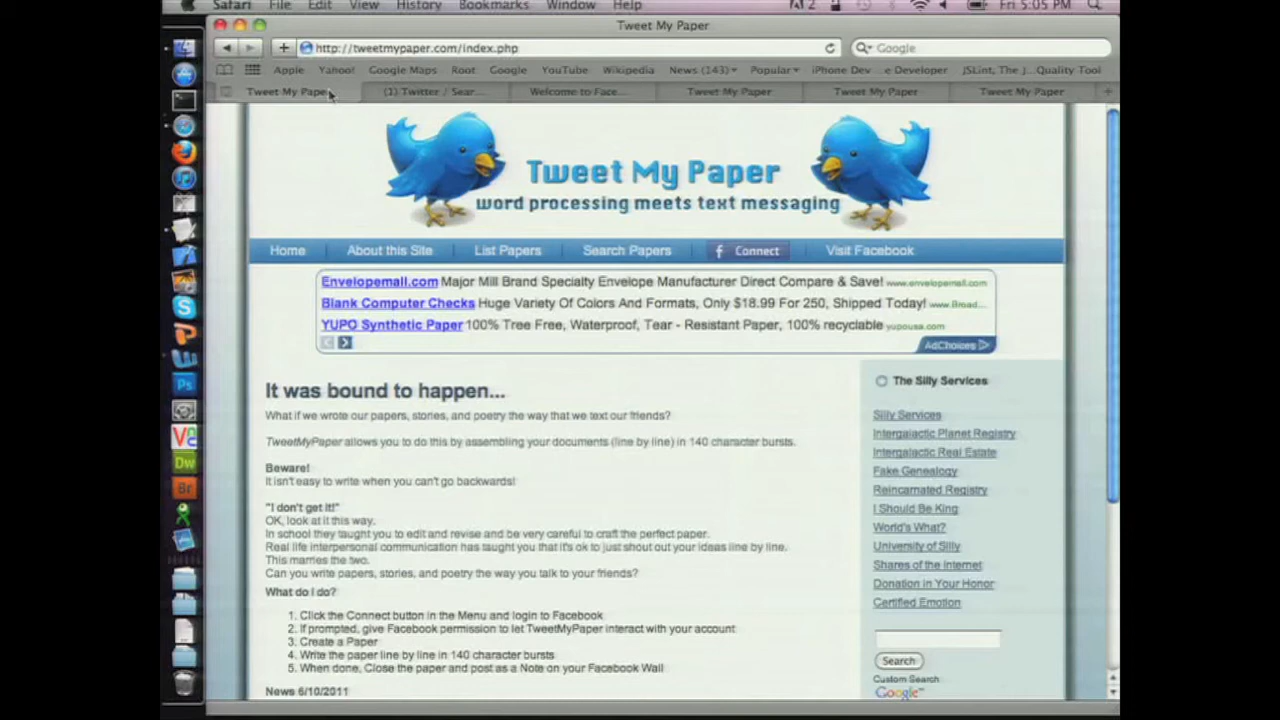 Safari File Edit View History Bookmarks Window Help 2 Fri 5:05 PM
Tweet My Paper
http://tweetmypaper.com/index.php
Google
Apple Yahoo! Google Maps Root Google YouTube Wikipedia News (143) Popular iPhone Dev e Developer JSLint, The J...Quality Tool
Tweet My Paper (1) Twitter / Sear... Welcome to Face... Tweet My Paper Tweet My Paper Tweet My Paper
Tweet My Paper
word processing meets text messaging
Home About this Site List Papers Search Papers f Connect Visit Facebook
Envelopemall.com Major Mill Brand Specialty Envelope Manufacturer Direct Compare & Save! www.envelopemall.com
Blank Computer Checks Huge Variety Of Colors And Formats, Only $18.99 For 250, Shipped Today! www.Broad...
YUPO Synthetic Paper 100% Tree Free, Waterproof, Tear - Resistant Paper, 100% recyclable yupousa.com
AdChoices
It was bound to happen...
What if we wrote our papers, stories, and poetry the way that we text our friends?
TweetMyPaper allows you to do this by assembling your documents (line by line) in 140 character bursts.
Beware!
It isn't easy to write when you can't go backwards!
"I don't get it!"
OK, look at it this way.
In school they taught you to edit and revise and be very careful to craft the perfect paper.
Real life interpersonal communication has taught you that it's ok to just shout out your ideas line by line.
This marries the two.
Can you write papers, stories, and poetry the way you talk to your friends?
What do I do?
1. Click the Connect button in the Menu and login to Facebook
2. If prompted, give Facebook permission to let TweetMyPaper interact with your account
3. Create a Paper
4. Write the paper line by line in 140 character bursts
5. When done, Close the paper and post as a Note on your Facebook Wall
News 6/10/2011
The Silly Services
Silly Services
Intergalactic Planet Registry
Intergalactic Real Estate
Fake Genealogy
Reincarnated Registry
I Should Be King
World's What?
University of Silly
Shares of the Internet
Donation in Your Honor
Certified Emotion
Search
Custom Search
Google™
Ps
Dw
Br